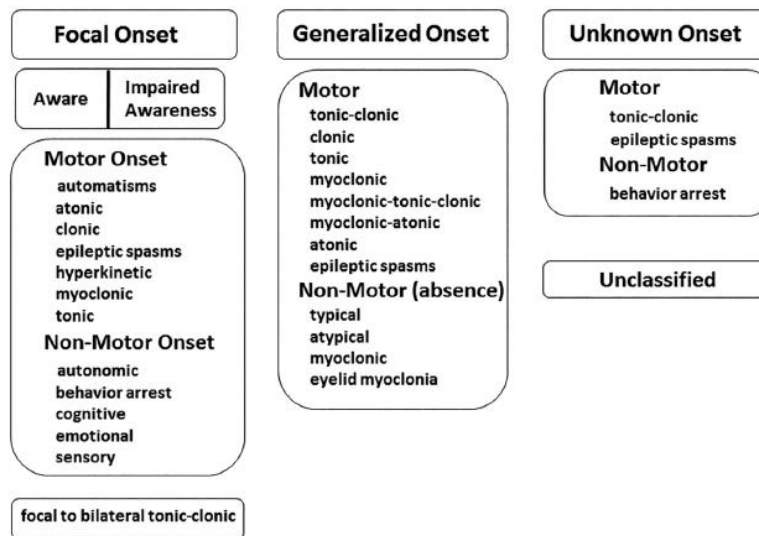 Focal Onset
Aware
Impaired
Awareness
Motor Onset
automatisms
atonic
clonic
epileptic spasms
hyperkinetic
myoclonic
tonic
Non-Motor Onset
autonomic
behavior arrest
cognitive
emotional
sensory
focal to bilateral tonic-clonic
Generalized Onset
Motor
tonic-clonic
clonic
tonic
myoclonic
myoclonic-tonic-clonic
myoclonic-atonic
atonic
epileptic spasms
Non-Motor (absence)
typical
atypical
myoclonic
eyelid myoclonia
Unknown Onset
Motor
tonic-clonic
epileptic spasms
Non-Motor
behavior arrest
Unclassified